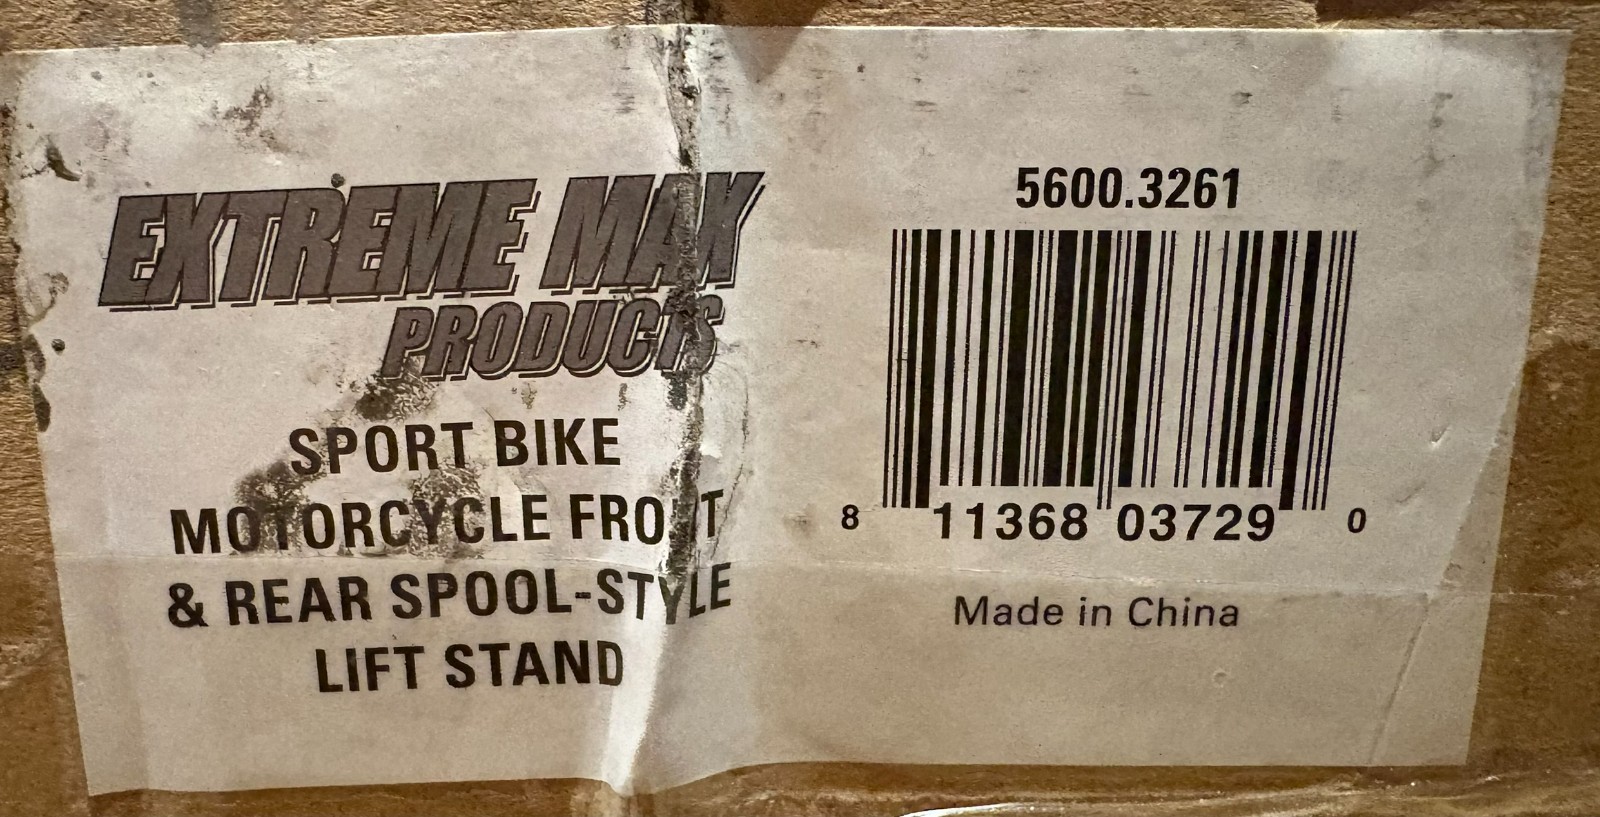 EXTREME MAX
PRODUCTS
SPORT BIKE
MOTORCYCLE FRONT
& REAR SPOOL-STYLE
LIFT STAND
5600.3261
8 11368 03729 0
Made in China